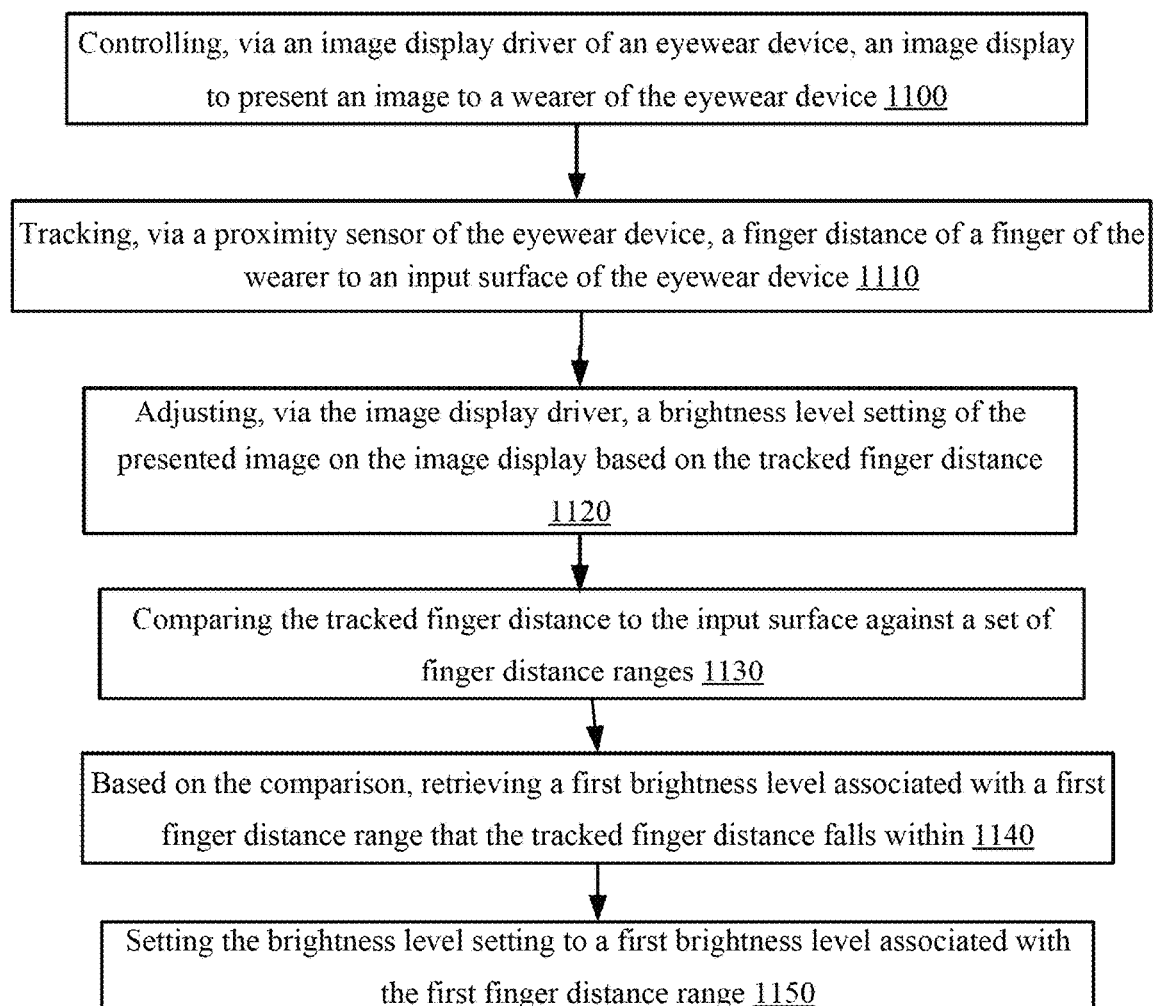 Controlling, via an image display driver of an eyewear device, an image display
to present an image to a wearer of the eyewear device 1100
Tracking, via a proximity sensor of the eyewear device, a finger distance of a finger of the
wearer to an input surface of the eyewear device 1110
Adjusting, via the image display driver, a brightness level setting of the
presented image on the image display based on the tracked finger distance
1120
Comparing the tracked finger distance to the input surface against a set of
finger distance ranges 1130
Based on the comparison, retrieving a first brightness level associated with a first
finger distance range that the tracked finger distance falls within 1140
Setting the brightness level setting to a first brightness level associated with
the first finger distance range 1150